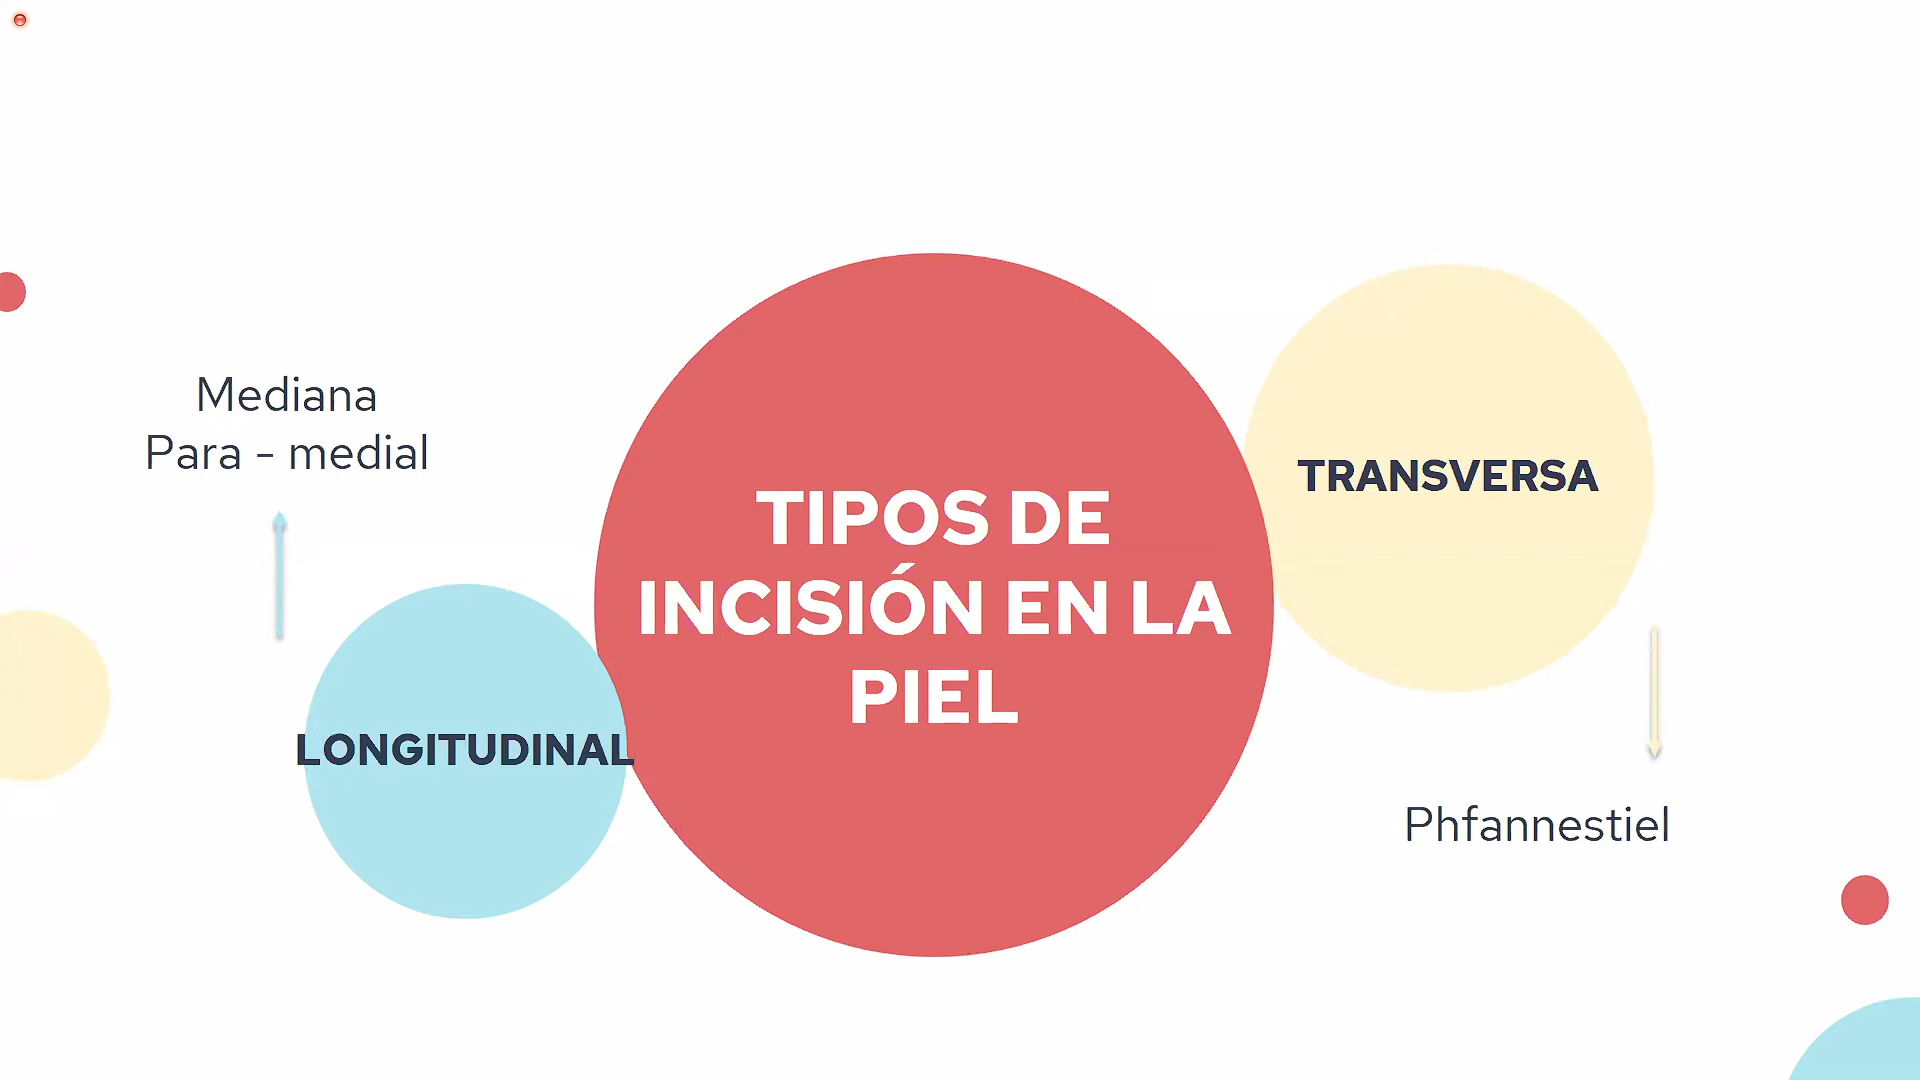 Mediana
Para - medial
LONGITUDINAL
TIPOS DE
INCISIÓN EN LA
PIEL
TRANSVERSA
Phfannestiel